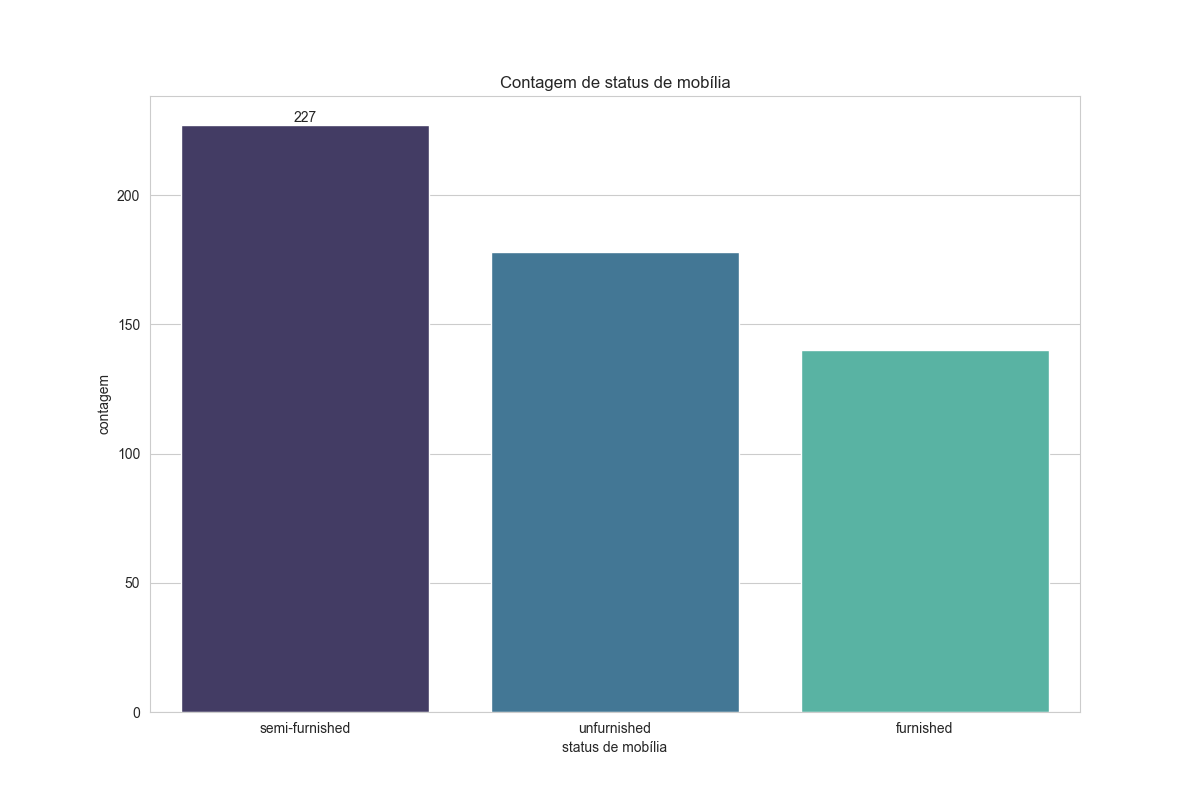 Contagem de status de mobília
227
200
150
100
50
0
contagem
semi-furnished
unfurnished
furnished
status de mobília